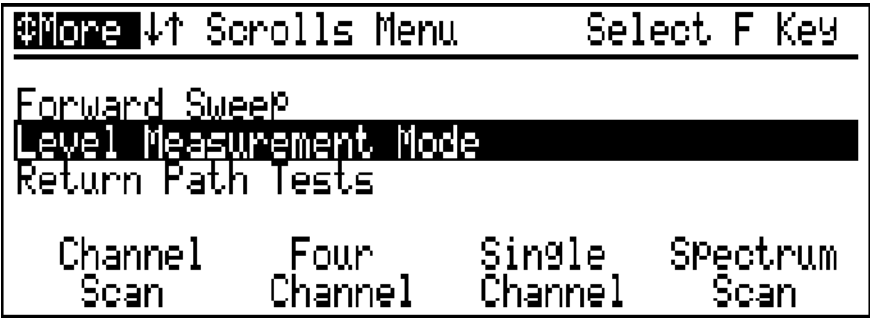 ⇕More ↓↑ Scrolls Menu Select F Key
Forward Sweep
Level Measurement Mode
Return Path Tests
Channel Four Single Spectrum
Scan Channel Channel Scan